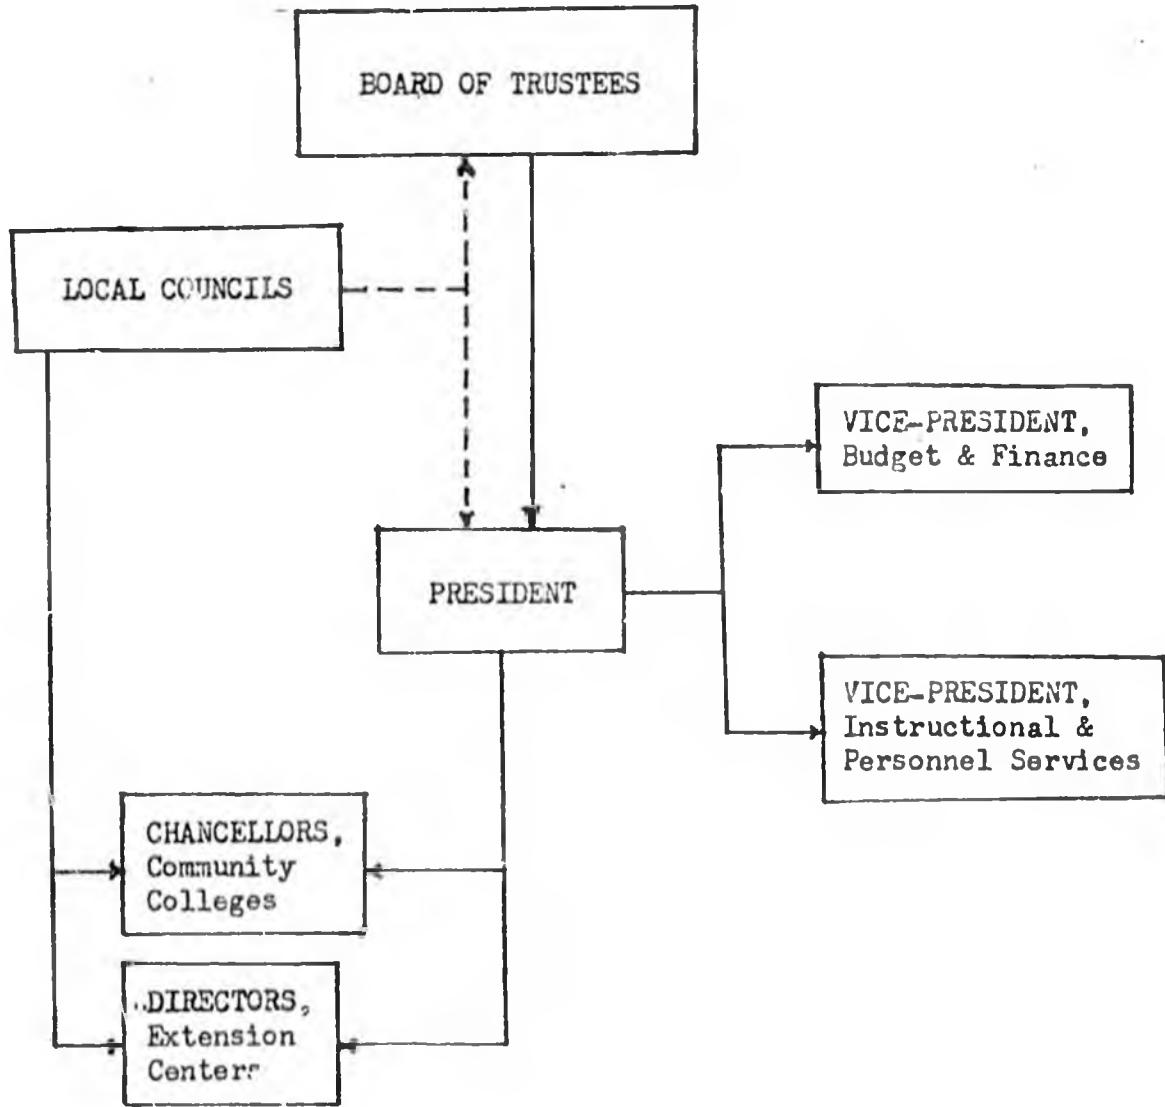 BOARD OF TRUSTEES
LOCAL COUNCILS
VICE-PRESIDENT,
Budget & Finance
PRESIDENT
VICE-PRESIDENT,
Instructional &
Personnel Services
CHANCELLORS,
Community
Colleges
DIRECTORS,
Extension
Centers